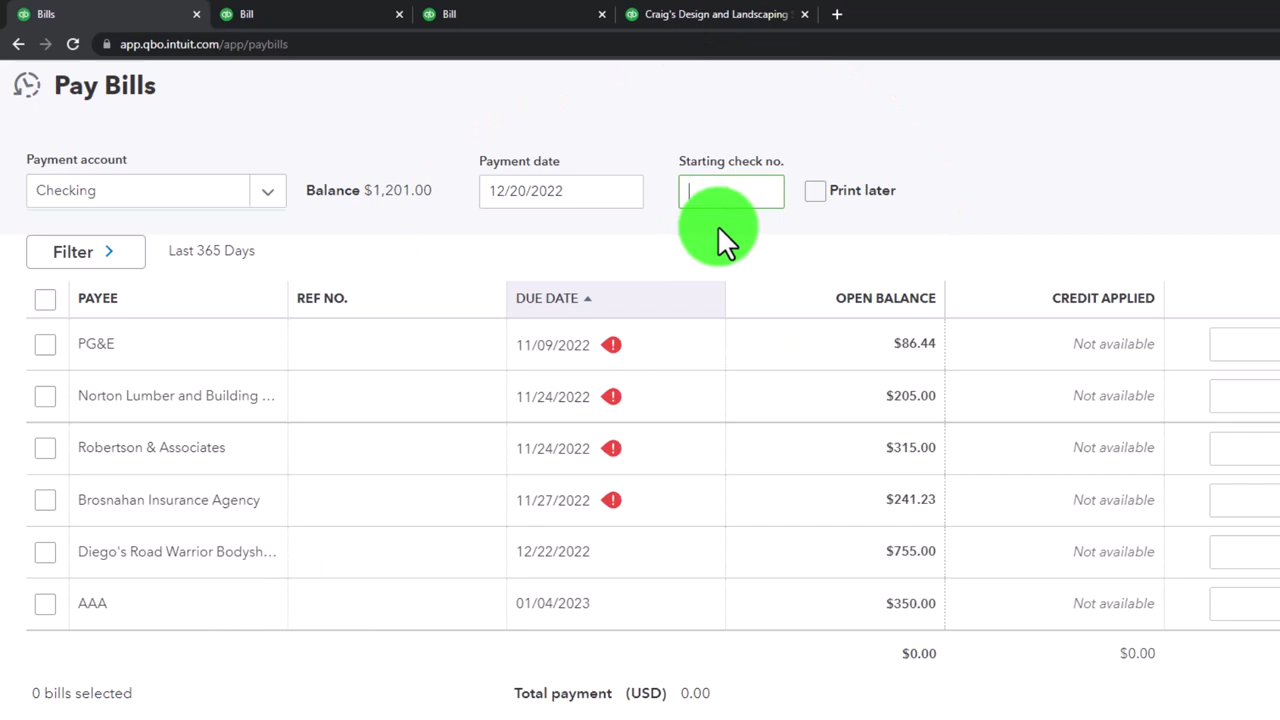 Bills
Bill
Bill
Craig's Design and Landscaping
app.qbo.intuit.com/app/paybills
Pay Bills
Payment account
Payment date
Starting check no.
Checking
Balance $1,201.00
12/20/2022
Print later
Filter
Last 365 Days
PAYEE REF NO. DUE DATE OPEN BALANCE CREDIT APPLIED
PG&E 11/09/2022 $86.44 Not available
Norton Lumber and Building ... 11/24/2022 $205.00 Not available
Robertson & Associates 11/24/2022 $315.00 Not available
Brosnahan Insurance Agency 11/27/2022 $241.23 Not available
Diego's Road Warrior Bodysh... 12/22/2022 $755.00 Not available
AAA 01/04/2023 $350.00 Not available
$0.00 $0.00
0 bills selected Total payment (USD) 0.00